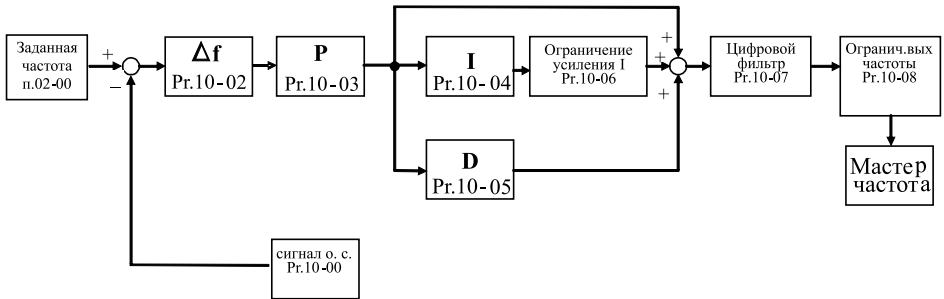 Заданная
частота
п.02-00
+
−
Δf
Pr.10-02
P
Pr.10-03
I
Pr.10-04
Ограничение
усиления I
Pr.10-06
D
Pr.10-05
+
+
+
Цифровой
фильтр
Pr.10-07
Огранич.вых
частоты
Pr.10-08
Мастер
частота
сигнал о. с.
Pr.10-00